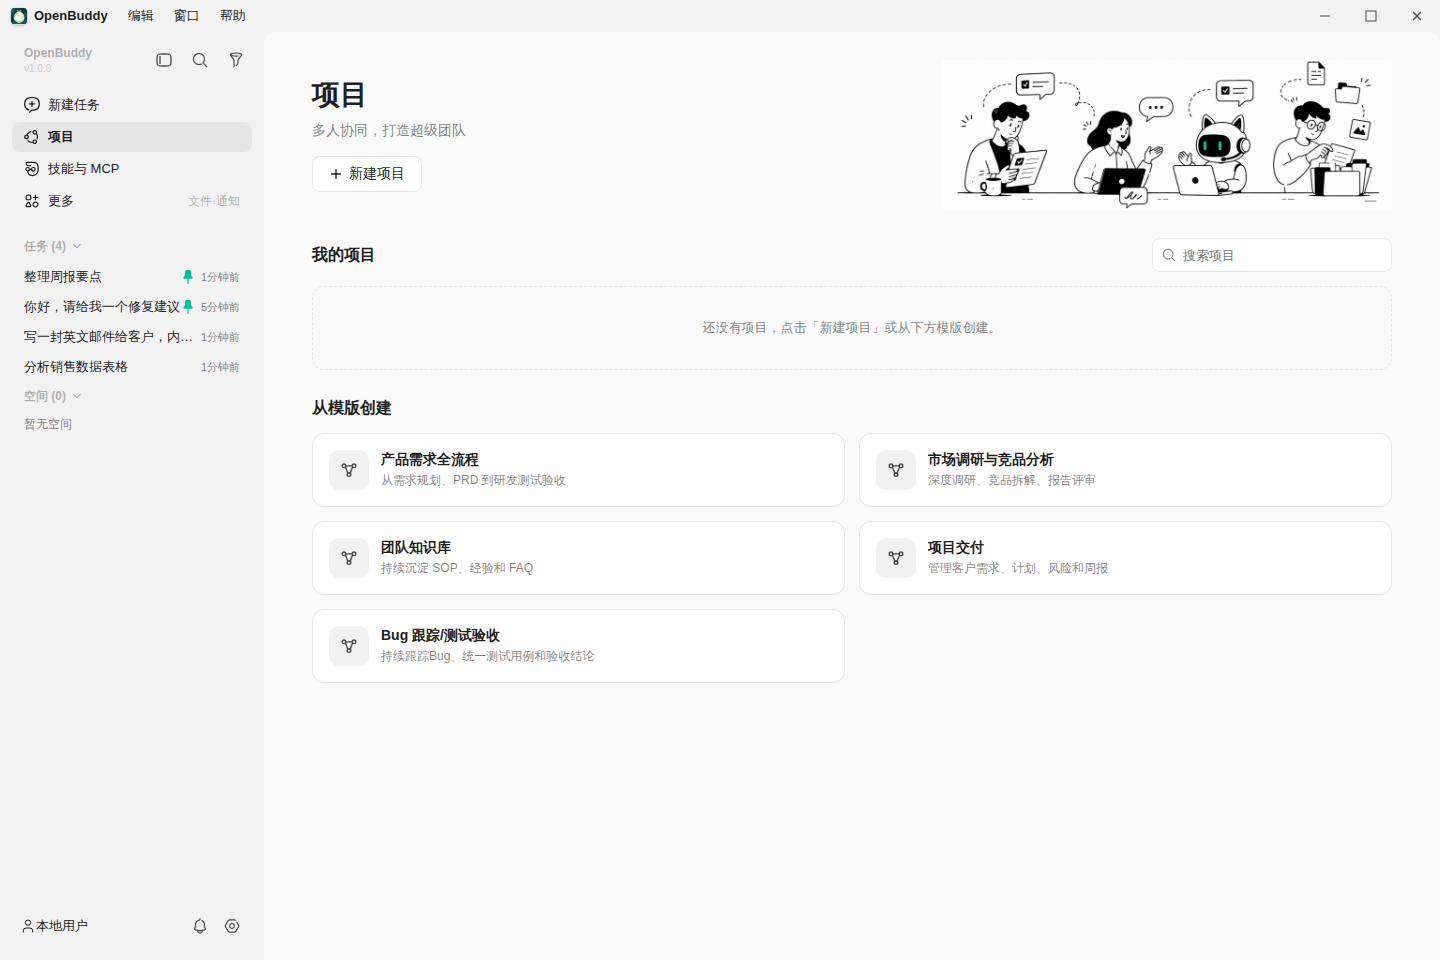 OpenBuddy 编辑 窗口 帮助
OpenBuddy
v1.0.0
新建任务
项目
技能与 MCP
更多 文件·通知
任务 (4)
整理周报要点 1分钟前
你好，请给我一个修复建议 5分钟前
写一封英文邮件给客户，内… 1分钟前
分析销售数据表格 1分钟前
空间 (0)
暂无空间
本地用户
项目
多人协同，打造超级团队
新建项目
我的项目
搜索项目
还没有项目，点击「新建项目」或从下方模版创建。
从模版创建
产品需求全流程
从需求规划、PRD 到研发测试验收
市场调研与竞品分析
深度调研、竞品拆解、报告评审
团队知识库
持续沉淀 SOP、经验和 FAQ
项目交付
管理客户需求、计划、风险和周报
Bug 跟踪/测试验收
持续跟踪Bug、统一测试用例和验收结论